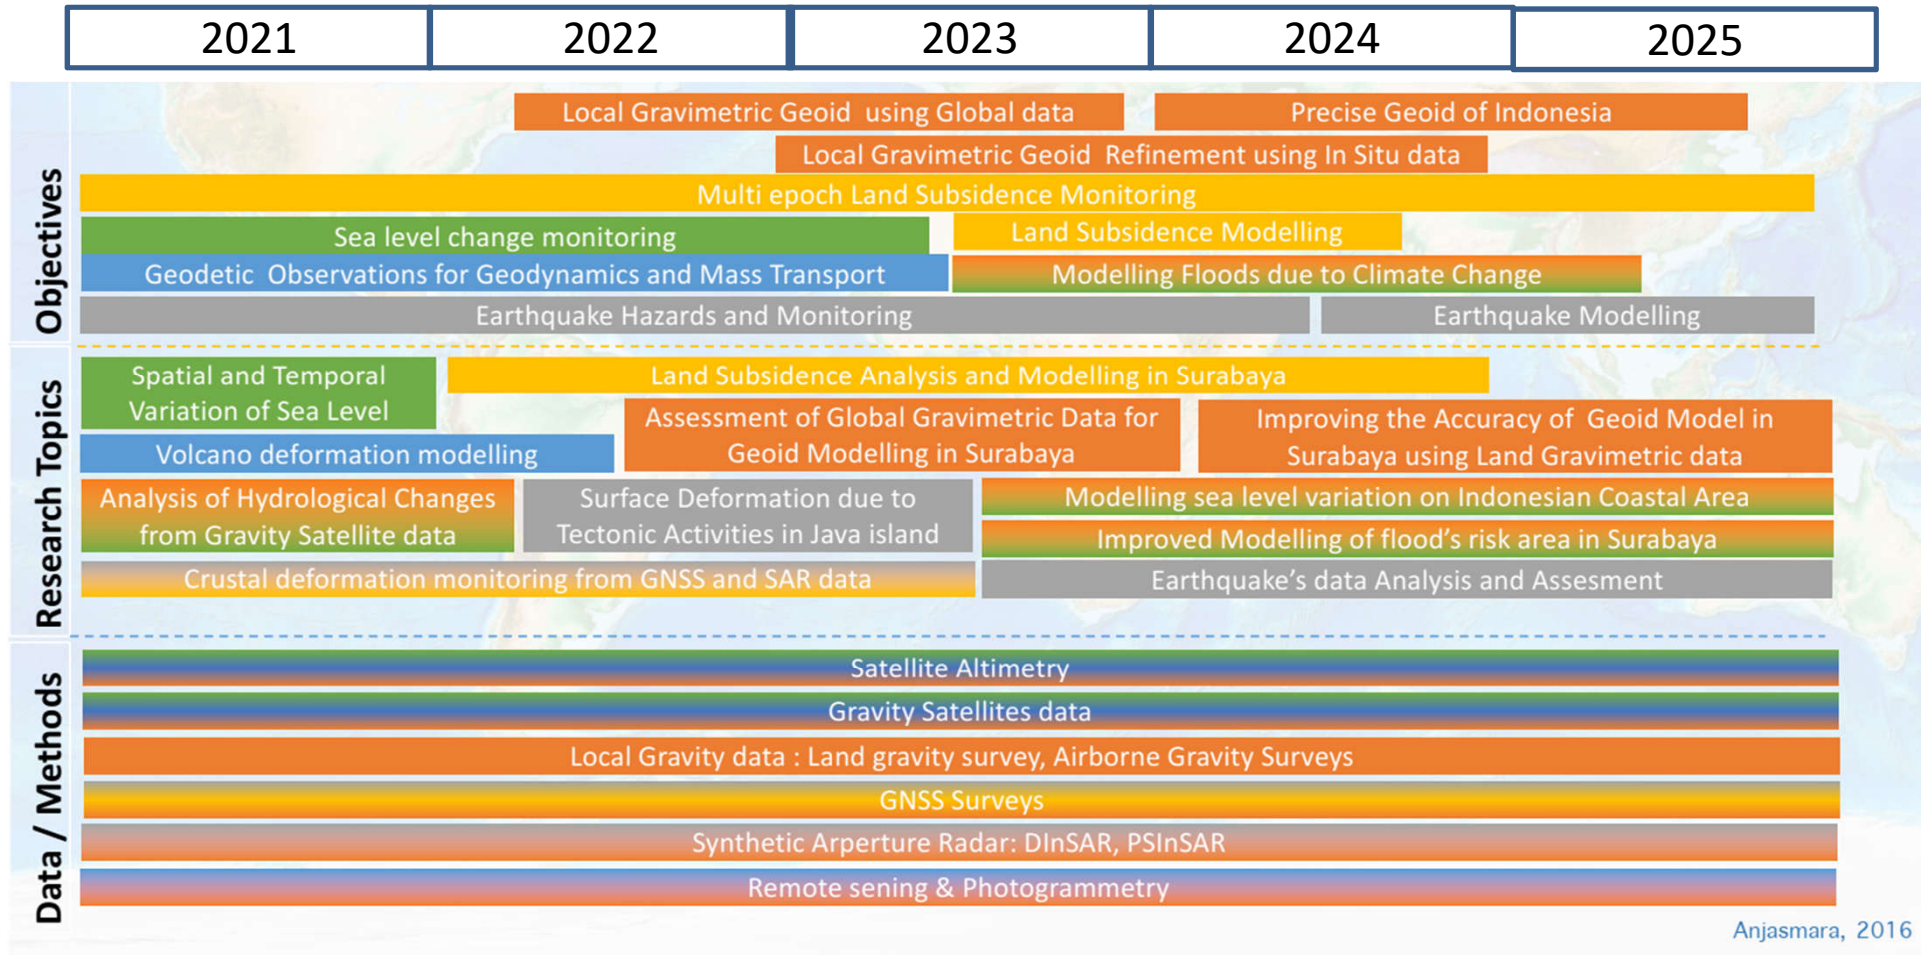 2021 2022 2023 2024 2025
Objectives
Local Gravimetric Geoid using Global data
Precise Geoid of Indonesia
Local Gravimetric Geoid Refinement using In Situ data
Multi epoch Land Subsidence Monitoring
Sea level change monitoring
Land Subsidence Modelling
Geodetic Observations for Geodynamics and Mass Transport
Modelling Floods due to Climate Change
Earthquake Hazards and Monitoring
Earthquake Modelling
Research Topics
Spatial and Temporal
Variation of Sea Level
Land Subsidence Analysis and Modelling in Surabaya
Assessment of Global Gravimetric Data for
Geoid Modelling in Surabaya
Improving the Accuracy of Geoid Model in
Surabaya using Land Gravimetric data
Volcano deformation modelling
Analysis of Hydrological Changes
from Gravity Satellite data
Surface Deformation due to
Tectonic Activities in Java island
Modelling sea level variation on Indonesian Coastal Area
Improved Modelling of flood's risk area in Surabaya
Crustal deformation monitoring from GNSS and SAR data
Earthquake's data Analysis and Assesment
Data / Methods
Satellite Altimetry
Gravity Satellites data
Local Gravity data : Land gravity survey, Airborne Gravity Surveys
GNSS Surveys
Synthetic Arperture Radar: DInSAR, PSInSAR
Remote sening & Photogrammetry
Anjasmara, 2016